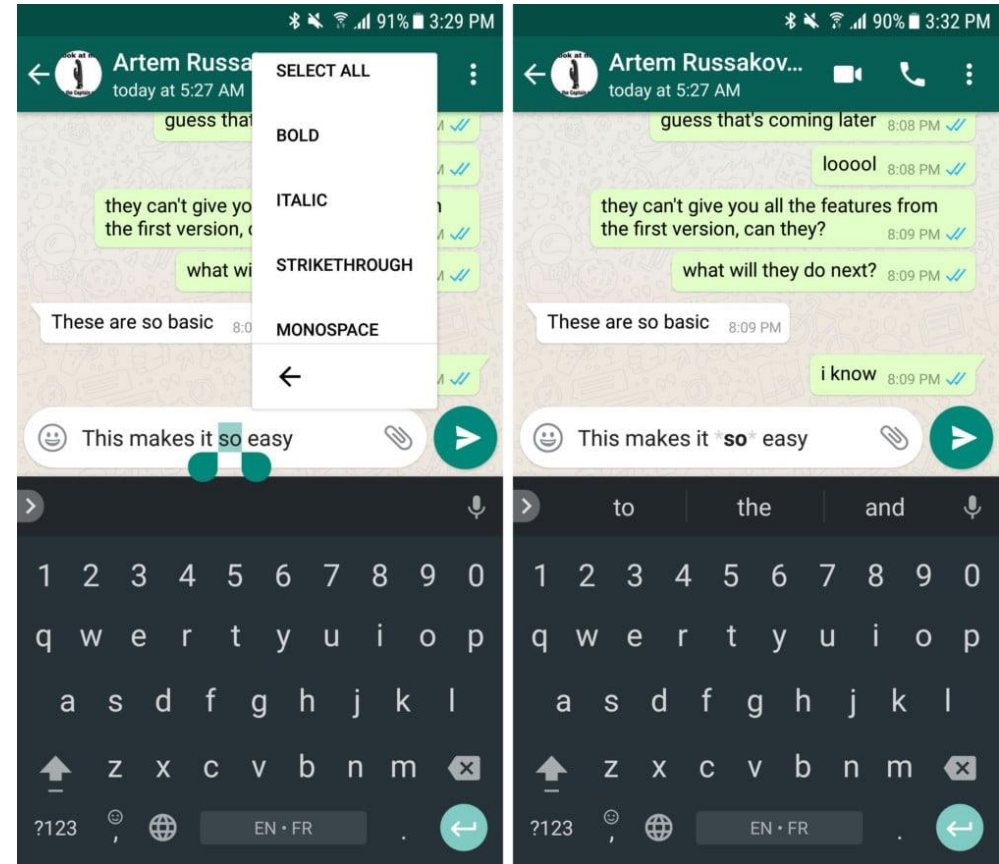 91% 3:29 PM
Artem Russa
today at 5:27 AM
SELECT ALL
BOLD
ITALIC
STRIKETHROUGH
MONOSPACE
guess that
they can't give yo
the first version,
what wi
These are so basic 8:0
This makes it so easy
1 2 3 4 5 6 7 8 9 0
q w e r t y u i o p
a s d f g h j k l
z x c v b n m
?123 , EN • FR .
90% 3:32 PM
Artem Russakov...
today at 5:27 AM
guess that's coming later 8:08 PM
looool 8:08 PM
they can't give you all the features from
the first version, can they? 8:09 PM
what will they do next? 8:09 PM
These are so basic 8:09 PM
i know 8:09 PM
This makes it *so* easy
to the and
1 2 3 4 5 6 7 8 9 0
q w e r t y u i o p
a s d f g h j k l
z x c v b n m
?123 , EN • FR .